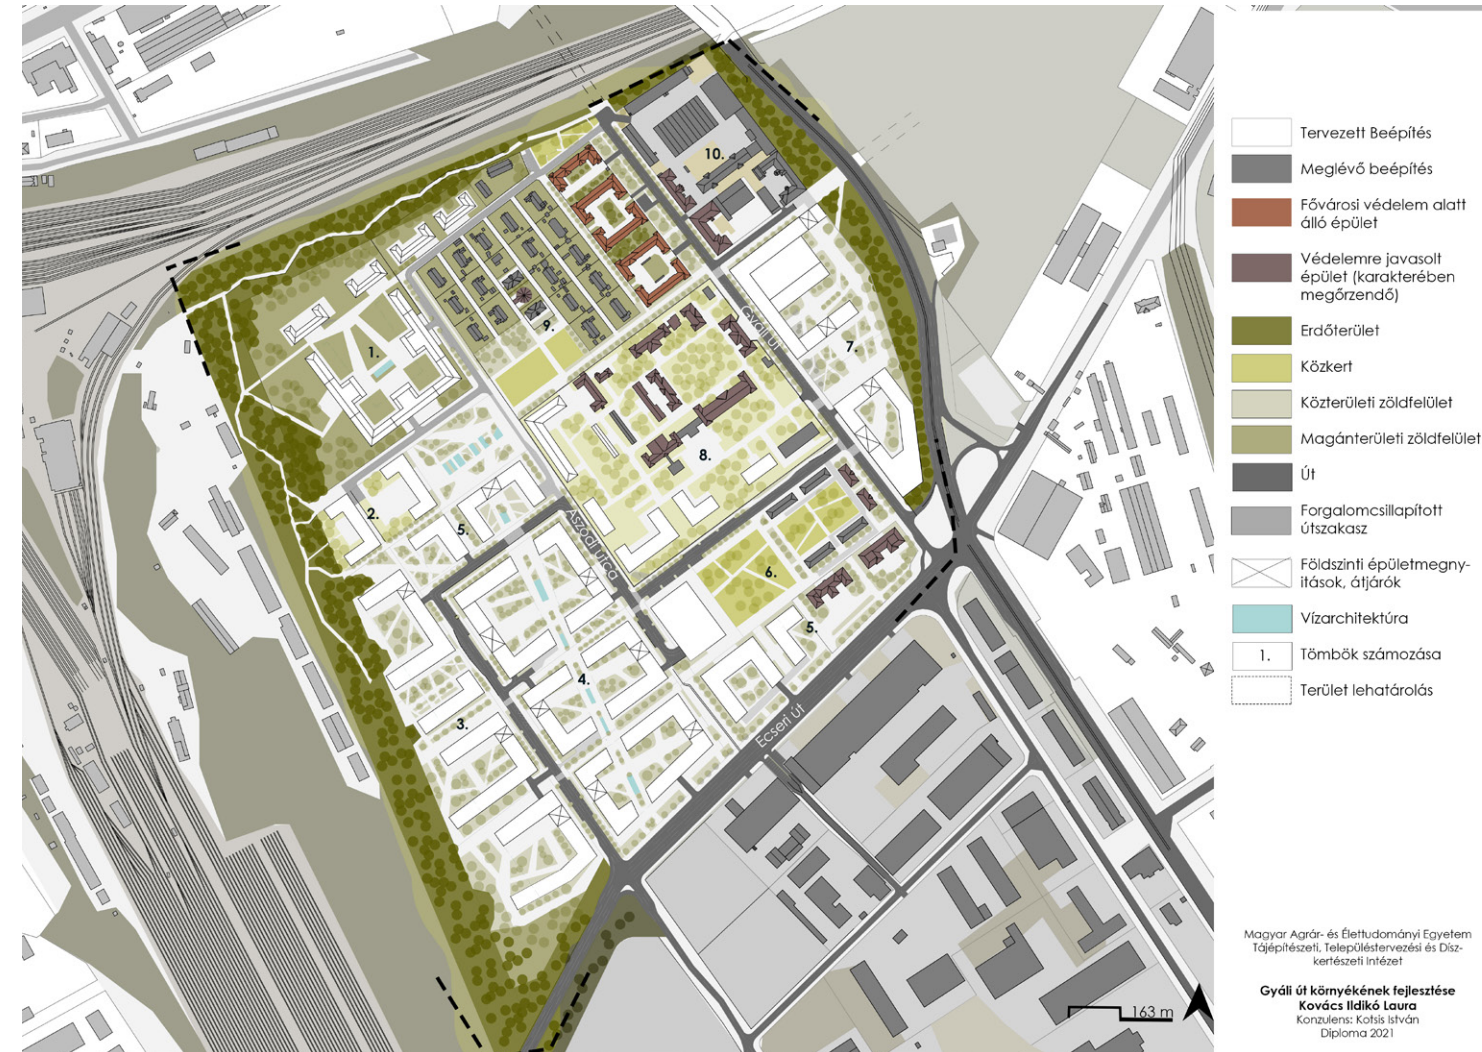 10.
1.
9.
7.
Gyáli út
8.
2.
5.
Aszódi utca
6.
5.
4.
3.
Ecseri út
163 m
Tervezett Beépítés
Meglévő beépítés
Fővárosi védelem alatt
álló épület
Védelemre javasolt
épület (karakterében
megőrzendő)
Erdőterület
Közkert
Közterületi zöldfelület
Magánterületi zöldfelület
Út
Forgalomcsillapított
útszakasz
Földszinti épületmegny-
itások, átjárók
Vízarchitektúra
1.
Tömbök számozása
Terület lehatárolás
Magyar Agrár- és Élettudományi Egyetem
Tájépítészeti, Településtervezési és Dísz-
kertészeti Intézet
Gyáli út környékének fejlesztése
Kovács Ildikó Laura
Konzulens: Kotsis István
Diploma 2021